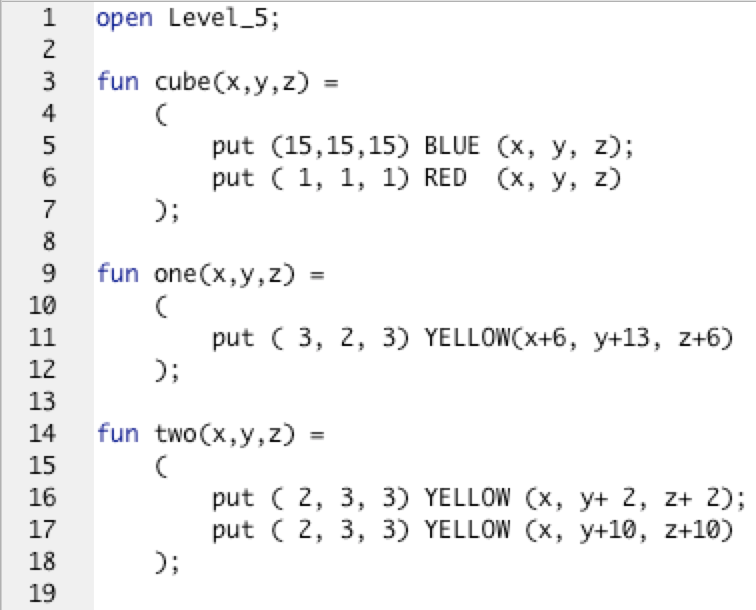 1 open Level_5;
2
3 fun cube(x,y,z) =
4 (
5 put (15,15,15) BLUE (x, y, z);
6 put ( 1, 1, 1) RED  (x, y, z)
7 );
8
9 fun one(x,y,z) =
10 (
11 put ( 3, 2, 3) YELLOW(x+6, y+13, z+6)
12 );
13
14 fun two(x,y,z) =
15 (
16 put ( 2, 3, 3) YELLOW (x, y+ 2, z+ 2);
17 put ( 2, 3, 3) YELLOW (x, y+10, z+10)
18 );
19